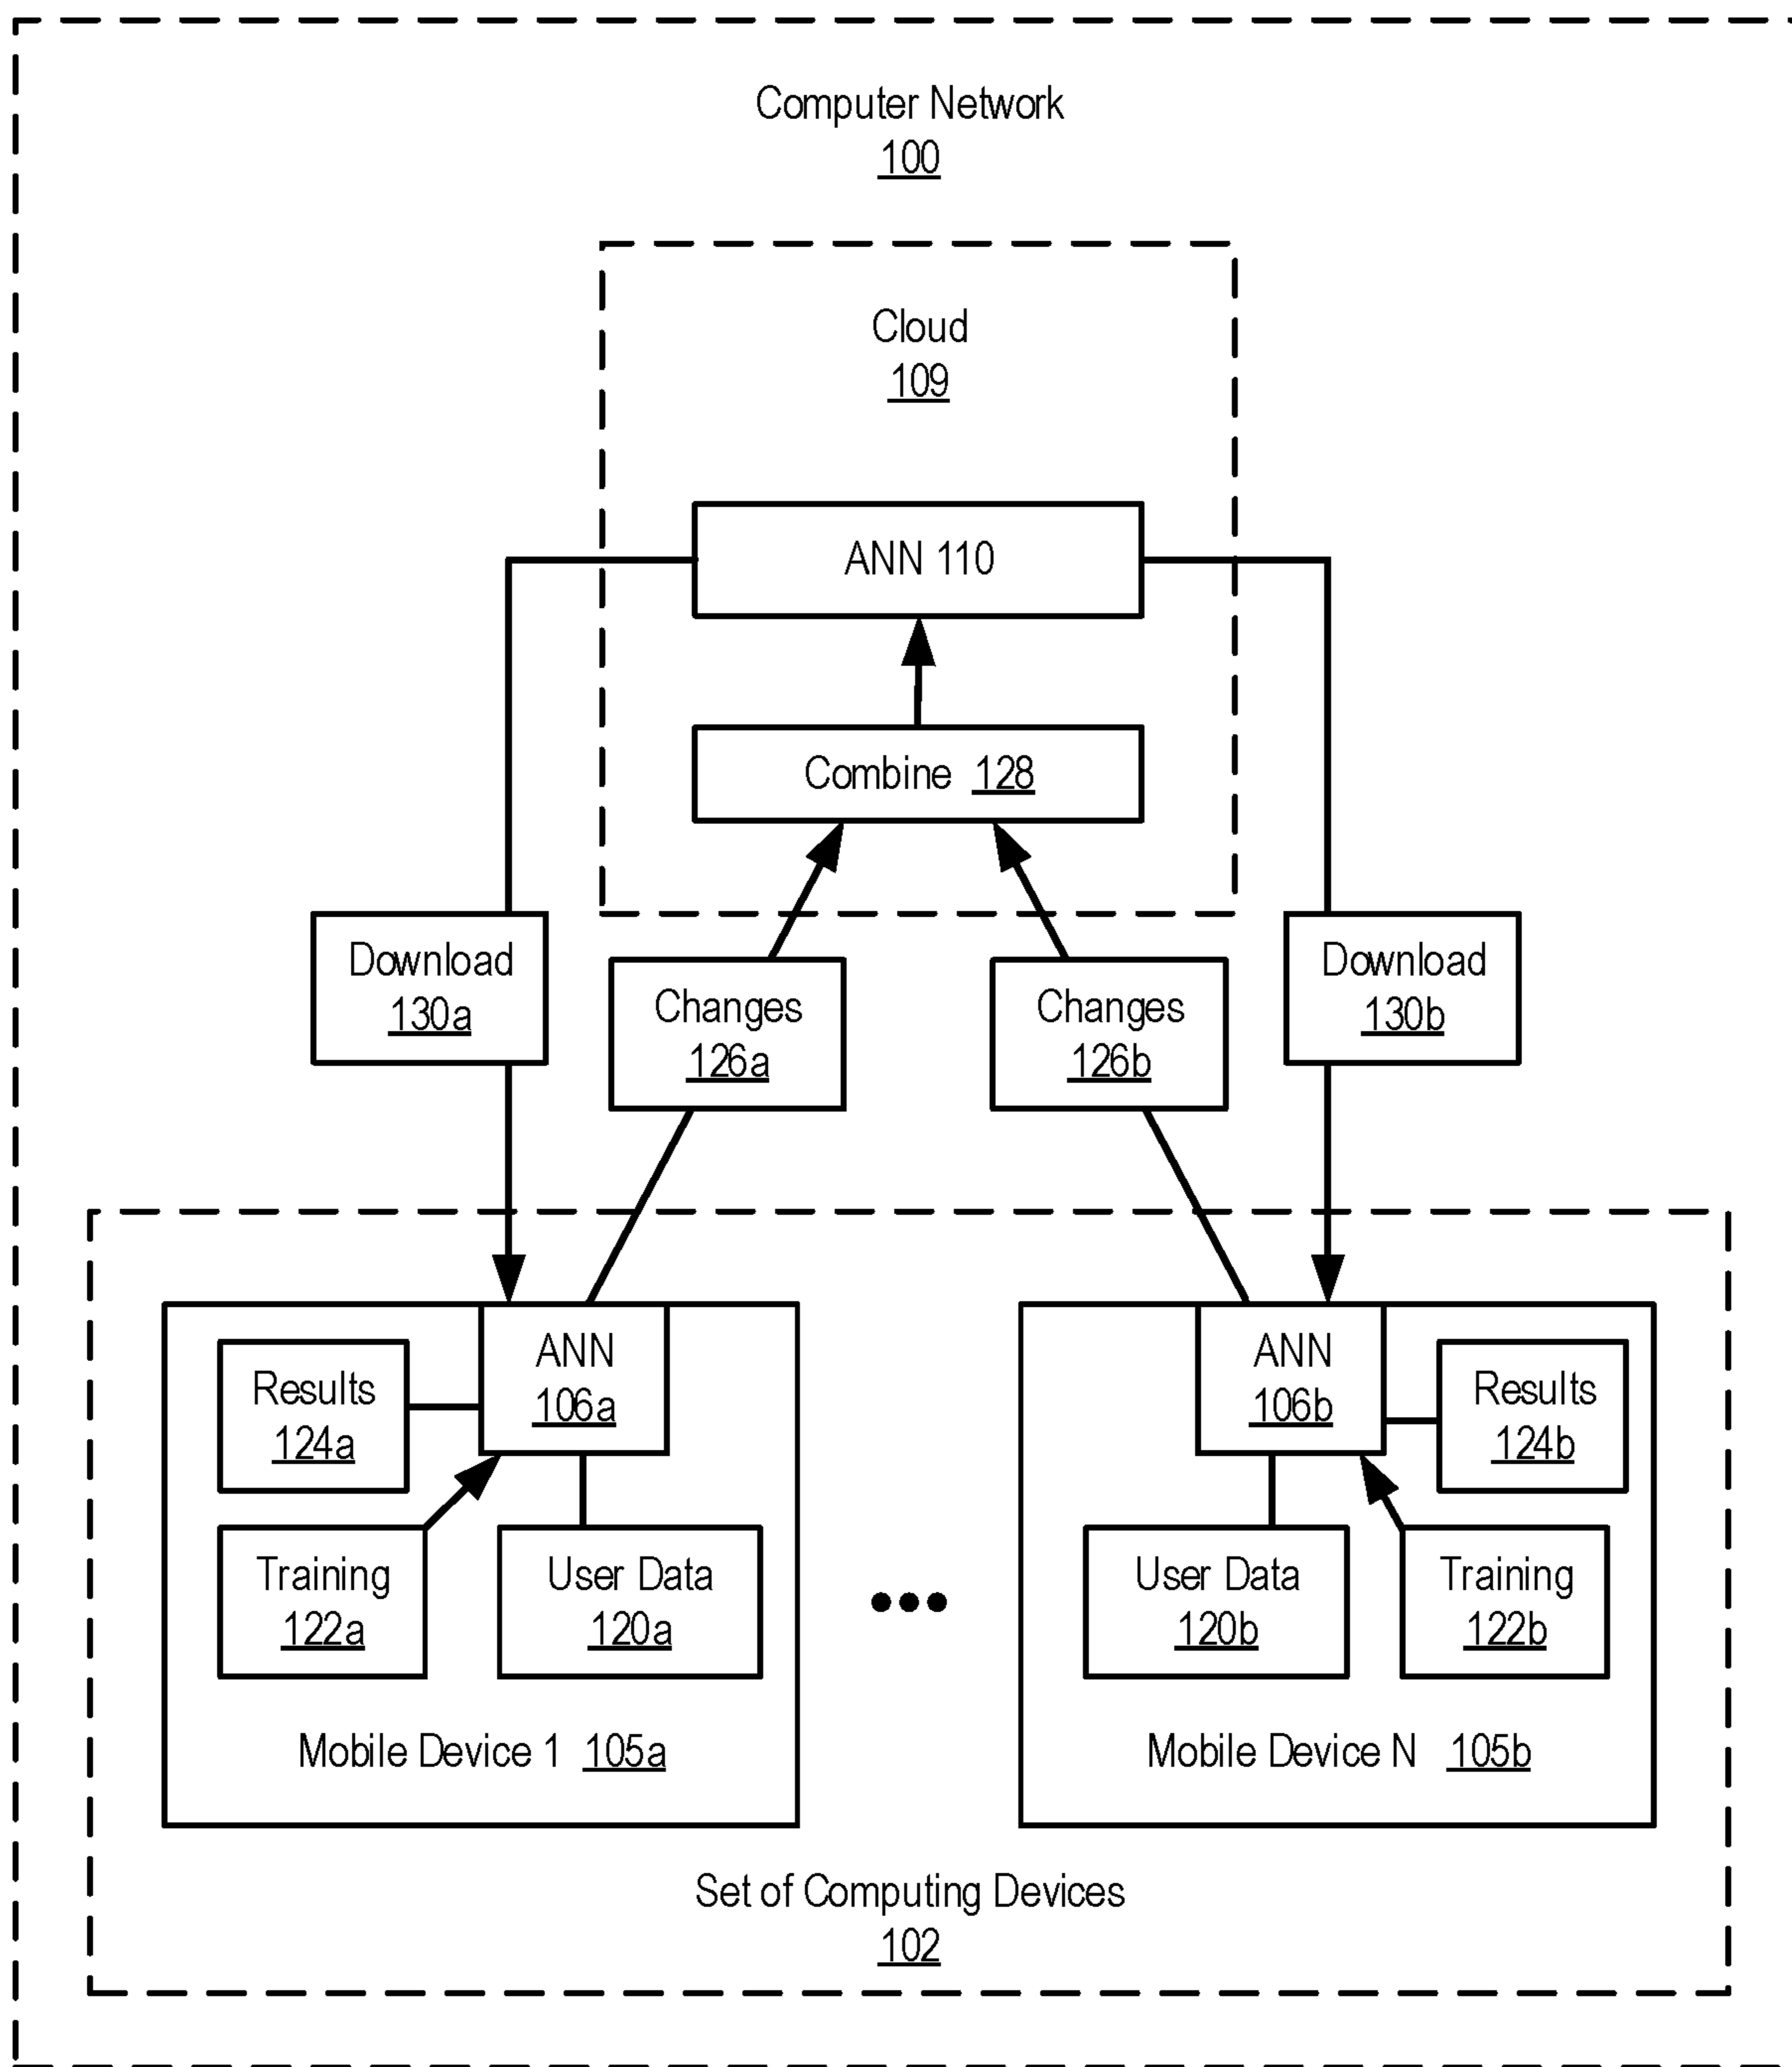 Computer Network
100
Cloud
109
ANN 110
Combine 128
Download
130a
Changes
126a
Changes
126b
Download
130b
ANN
106a
Results
124a
Training
122a
User Data
120a
Mobile Device 1 105a
ANN
106b
Results
124b
User Data
120b
Training
122b
Mobile Device N 105b
Set of Computing Devices
102